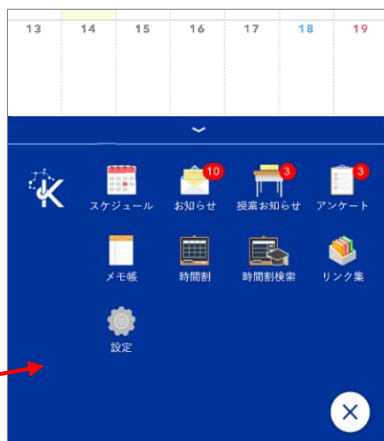 13 14 15 16 17 18 19
K
10 3 3
スケジュール お知らせ 授業お知らせ アンケート
メモ帳 時間割 時間割検索 リンク集
設定